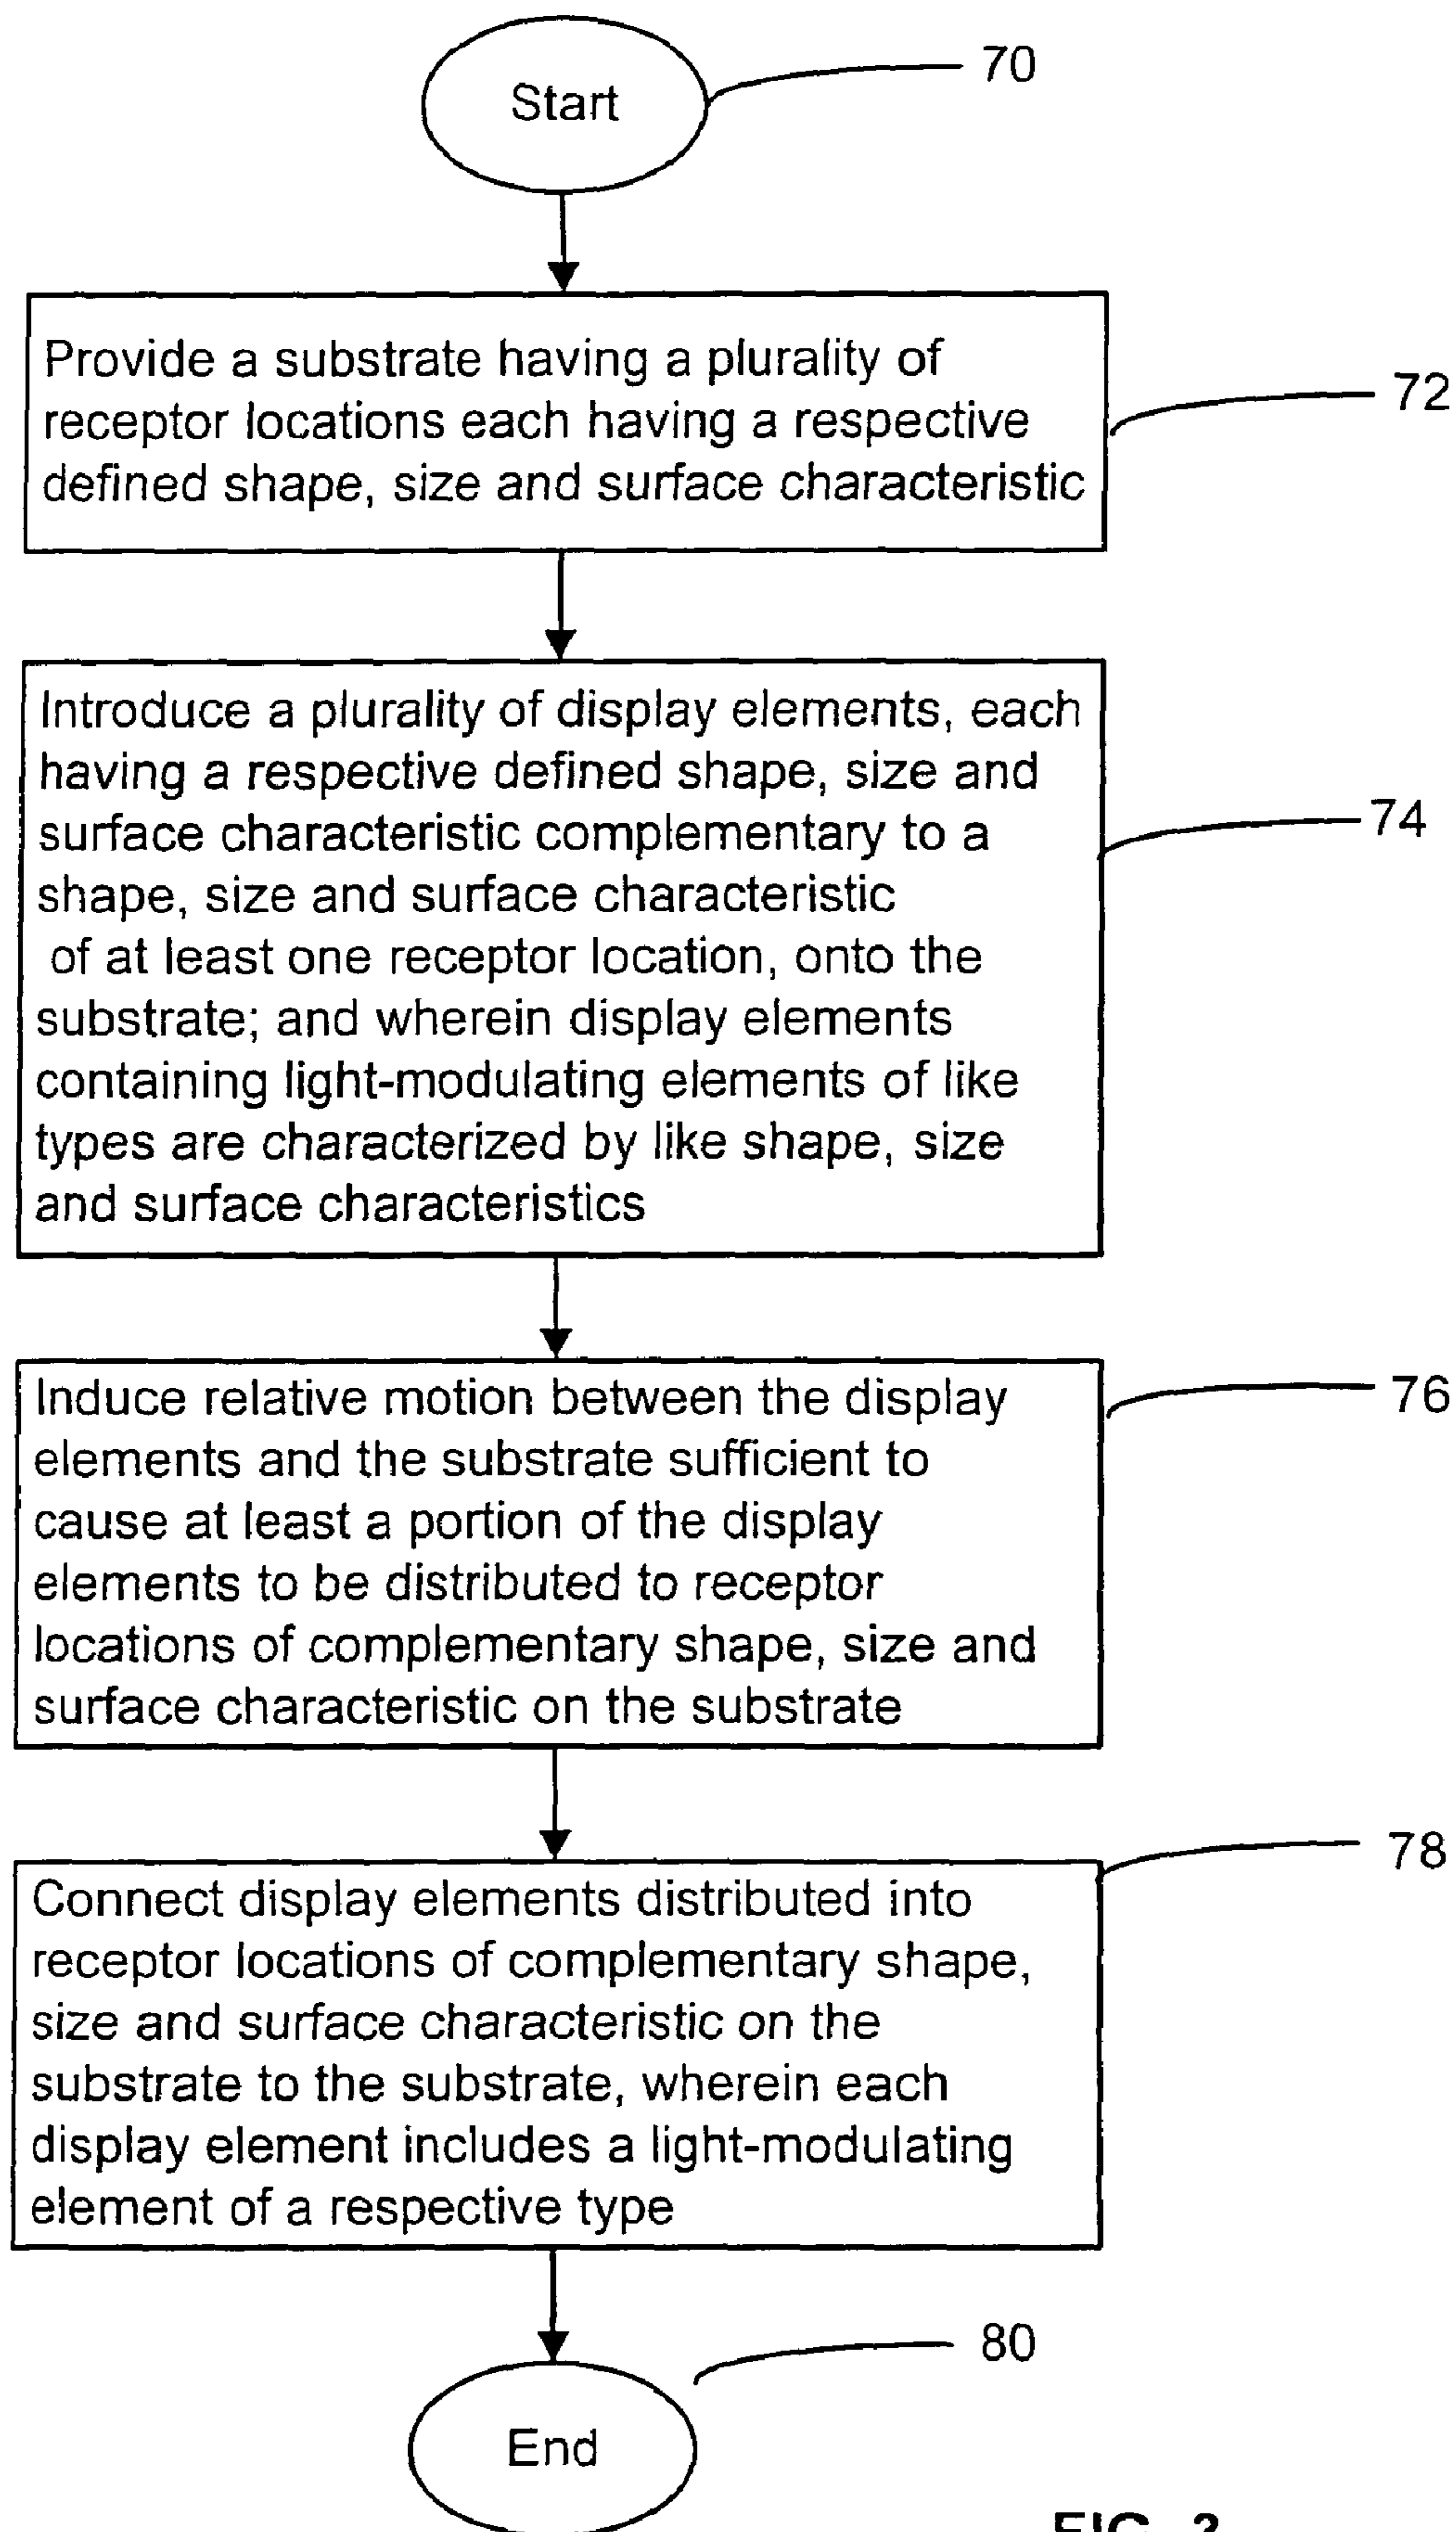 Start
70
Provide a substrate having a plurality of
receptor locations each having a respective
defined shape, size and surface characteristic
72
Introduce a plurality of display elements, each
having a respective defined shape, size and
surface characteristic complementary to a
shape, size and surface characteristic
of at least one receptor location, onto the
substrate; and wherein display elements
containing light-modulating elements of like
types are characterized by like shape, size
and surface characteristics
74
Induce relative motion between the display
elements and the substrate sufficient to
cause at least a portion of the display
elements to be distributed to receptor
locations of complementary shape, size and
surface characteristic on the substrate
76
Connect display elements distributed into
receptor locations of complementary shape,
size and surface characteristic on the
substrate to the substrate, wherein each
display element includes a light-modulating
element of a respective type
78
End
80
FIG.